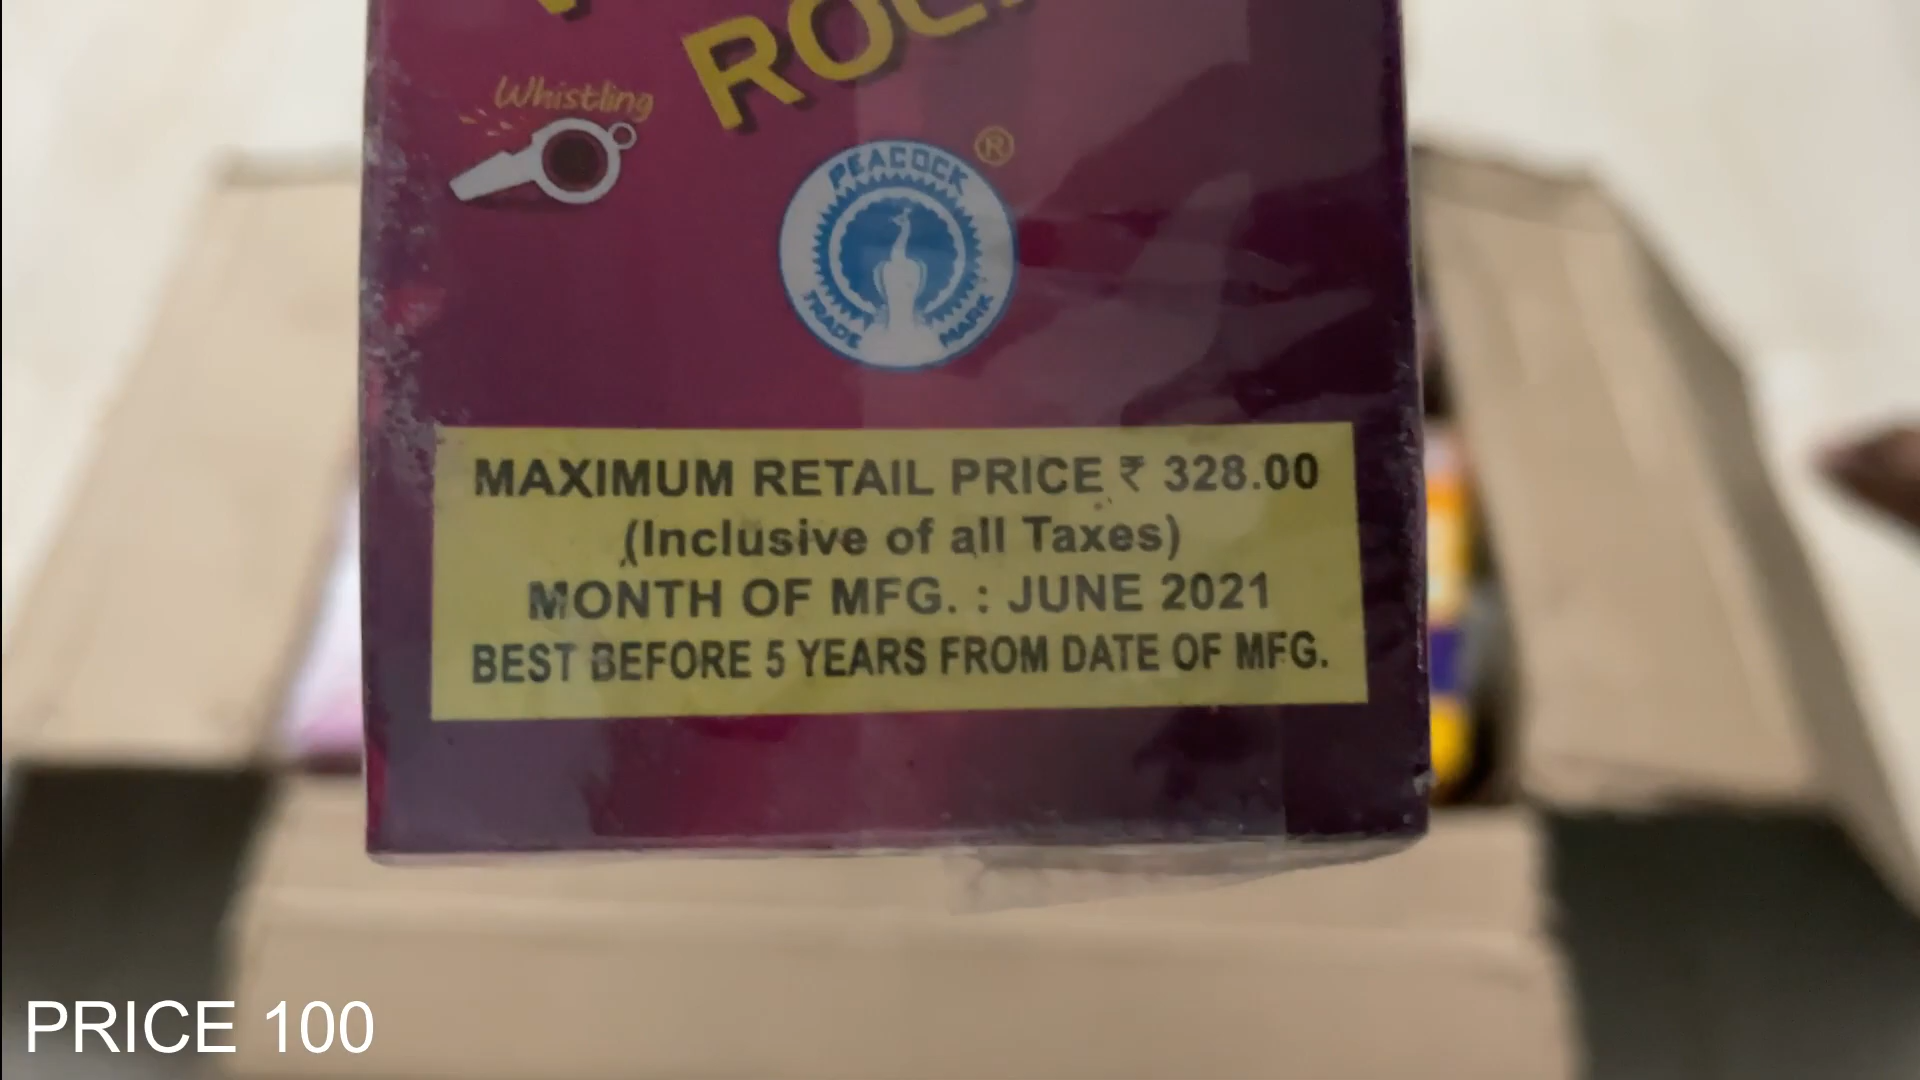 Whistling
PEACOCK
®
TRADE MARK
MAXIMUM RETAIL PRICE ₹ 328.00
(Inclusive of all Taxes)
MONTH OF MFG. : JUNE 2021
BEST BEFORE 5 YEARS FROM DATE OF MFG.
PRICE 100